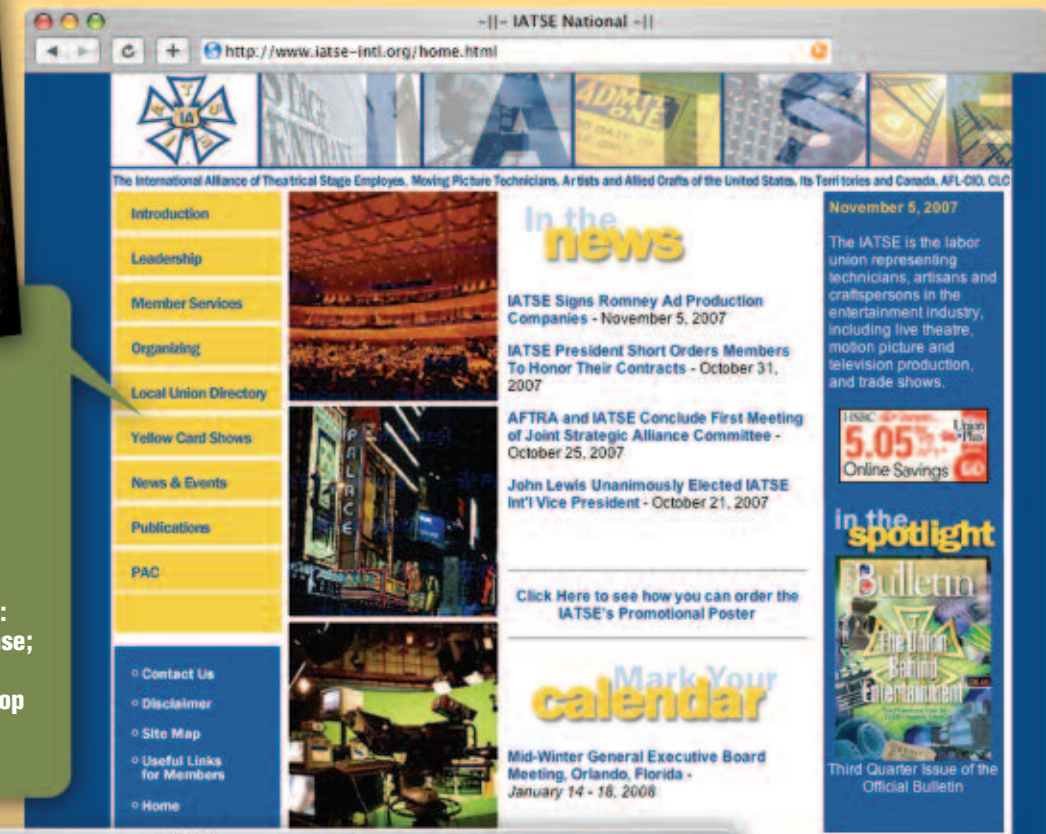 -||- IATSE National -||
http://www.iatse-intl.org/home.html
IA
ADMIT
ONE
The International Alliance of Theatrical Stage Employes, Moving Picture Technicians, Artists and Allied Crafts of the United States, Its Territories and Canada, AFL-CIO, CLC
Introduction
Leadership
Member Services
Organizing
Local Union Directory
Yellow Card Shows
News & Events
Publications
PAC
Contact Us
Disclaimer
Site Map
Useful Links
for Members
Home
PALACE
In the
news
IATSE Signs Romney Ad Production
Companies - November 5, 2007
IATSE President Short Orders Members
To Honor Their Contracts - October 31,
2007
AFTRA and IATSE Conclude First Meeting
of Joint Strategic Alliance Committee -
October 25, 2007
John Lewis Unanimously Elected IATSE
Int'l Vice President - October 21, 2007
Click Here to see how you can order the
IATSE's Promotional Poster
Mark Your
calendar
Mid-Winter General Executive Board
Meeting, Orlando, Florida -
January 14 - 18, 2008
November 5, 2007
The IATSE is the labor
union representing
technicians, artisans and
craftspersons in the
entertainment industry,
including live theatre,
motion picture and
television production,
and trade shows.
HSBC
Union
5.05%
Plus
Online Savings GO
in the
spotlight
Bulletin
The Union
Behind
Entertainment
Third Quarter Issue of the
Official Bulletin
:
se;
op